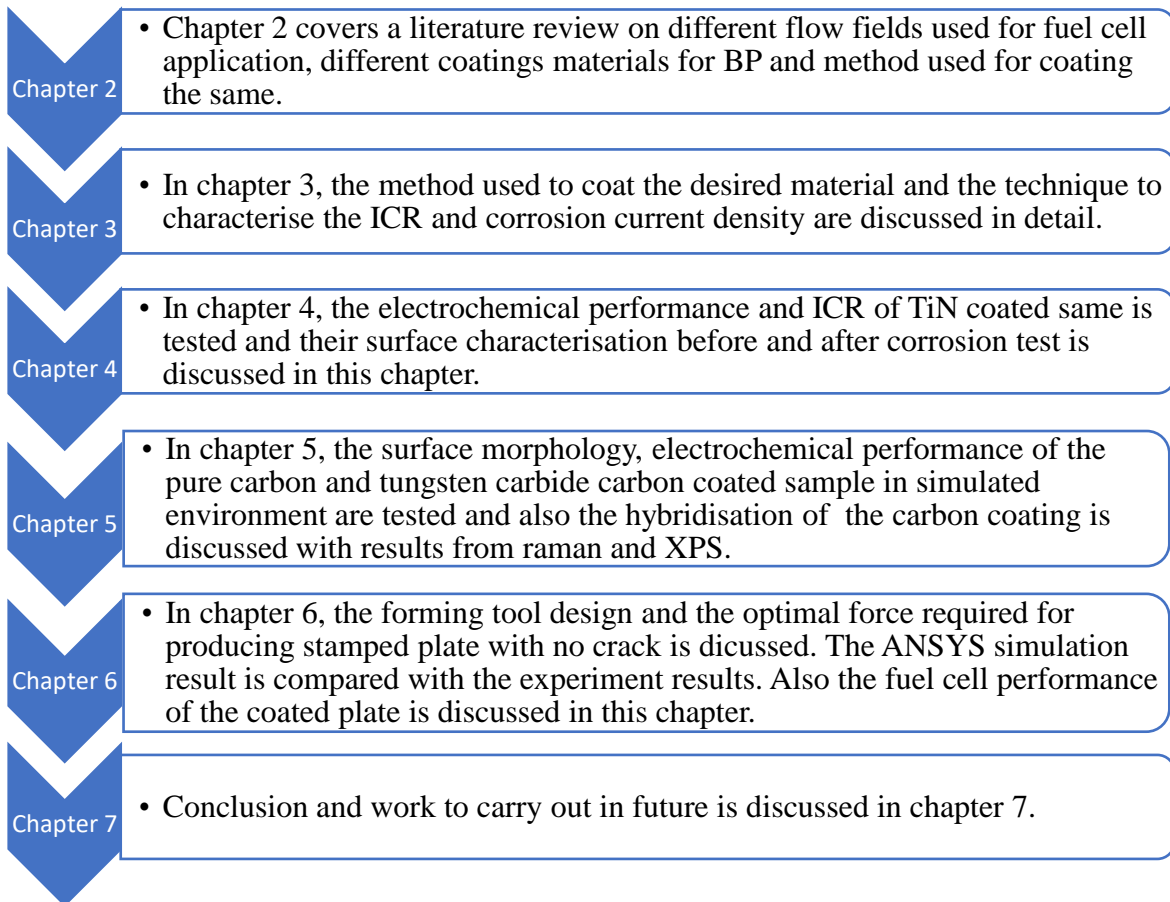 Chapter 2
• Chapter 2 covers a literature review on different flow fields used for fuel cell
application, different coatings materials for BP and method used for coating
the same.
Chapter 3
• In chapter 3, the method used to coat the desired material and the technique to
characterise the ICR and corrosion current density are discussed in detail.
Chapter 4
• In chapter 4, the electrochemical performance and ICR of TiN coated same is
tested and their surface characterisation before and after corrosion test is
discussed in this chapter.
Chapter 5
• In chapter 5, the surface morphology, electrochemical performance of the
pure carbon and tungsten carbide carbon coated sample in simulated
environment are tested and also the hybridisation of the carbon coating is
discussed with results from raman and XPS.
Chapter 6
• In chapter 6, the forming tool design and the optimal force required for
producing stamped plate with no crack is dicussed. The ANSYS simulation
result is compared with the experiment results. Also the fuel cell performance
of the coated plate is discussed in this chapter.
Chapter 7
• Conclusion and work to carry out in future is discussed in chapter 7.